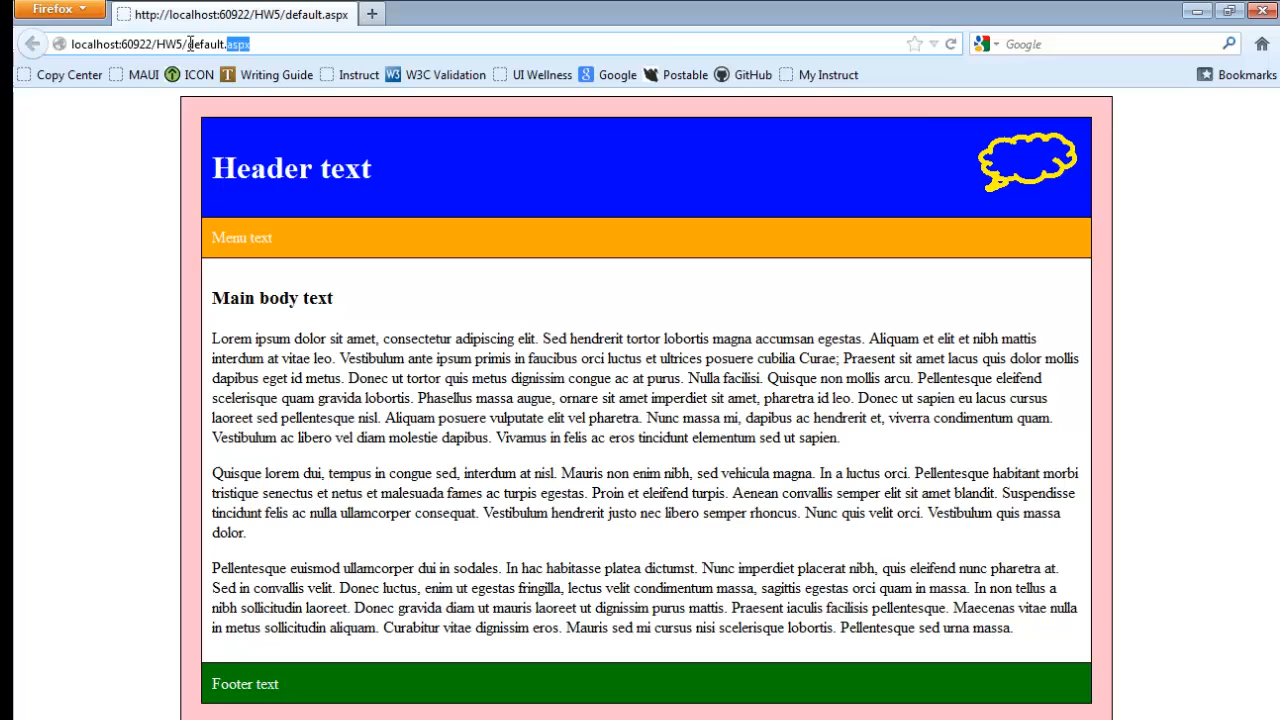 Firefox
http://localhost:60922/HW5/default.aspx
+
localhost:60922/HW5/default.aspx
Google
Copy Center MAUI ICON Writing Guide Instruct W3C Validation UI Wellness Google Postable GitHub My Instruct Bookmarks
Header text
Menu text
Main body text
Lorem ipsum dolor sit amet, consectetur adipiscing elit. Sed hendrerit tortor lobortis magna accumsan egestas. Aliquam et elit et nibh mattis
interdum at vitae leo. Vestibulum ante ipsum primis in faucibus orci luctus et ultrices posuere cubilia Curae; Praesent sit amet lacus quis dolor mollis
dapibus eget id metus. Donec ut tortor quis metus dignissim congue ac at purus. Nulla facilisi. Quisque non mollis arcu. Pellentesque eleifend
scelerisque quam gravida lobortis. Phasellus massa augue, ornare sit amet imperdiet sit amet, pharetra id leo. Donec ut sapien eu lacus cursus
laoreet sed pellentesque nisl. Aliquam posuere vulputate elit vel pharetra. Nunc massa mi, dapibus ac hendrerit et, viverra condimentum quam.
Vestibulum ac libero vel diam molestie dapibus. Vivamus in felis ac eros tincidunt elementum sed ut sapien.
Quisque lorem dui, tempus in congue sed, interdum at nisl. Mauris non enim nibh, sed vehicula magna. In a luctus orci. Pellentesque habitant morbi
tristique senectus et netus et malesuada fames ac turpis egestas. Proin et eleifend turpis. Aenean convallis semper elit sit amet blandit. Suspendisse
tincidunt felis ac nulla ullamcorper consequat. Vestibulum hendrerit justo nec libero semper rhoncus. Nunc quis velit orci. Vestibulum quis massa
dolor.
Pellentesque euismod ullamcorper dui in sodales. In hac habitasse platea dictumst. Nunc imperdiet placerat nibh, quis eleifend nunc pharetra at.
Sed in convallis velit. Donec luctus, enim ut egestas fringilla, lectus velit condimentum massa, sagittis egestas orci quam in massa. In non tellus a
nibh sollicitudin laoreet. Donec gravida diam ut mauris laoreet ut dignissim purus mattis. Praesent iaculis facilisis pellentesque. Maecenas vitae nulla
in metus sollicitudin aliquam. Curabitur vitae dignissim eros. Mauris sed mi cursus nisi scelerisque lobortis. Pellentesque sed urna massa.
Footer text